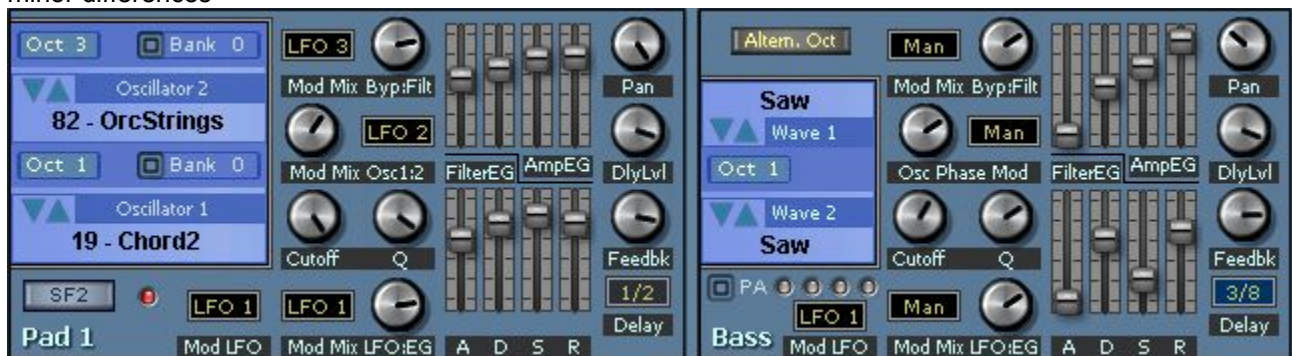 minor differences
Oct 3 Bank 0
Oscillator 2
82 - OrcStrings
Oct 1 Bank 0
Oscillator 1
19 - Chord2
SF2
Pad 1
LFO 1
Mod LFO
LFO 3
Mod Mix Byp:Filt
LFO 2
Mod Mix Osc1:2
Cutoff Q
LFO 1
Mod Mix LFO:EG
FilterEG AmpEG
A D S R
Pan
DlyLvl
Feedbk
1/2
Delay
Altern. Oct
Saw
Wave 1
Oct 1
Wave 2
Saw
PA
Bass
LFO 1
Mod LFO
Man
Mod Mix Byp:Filt
Man
Osc Phase Mod
Cutoff Q
Man
Mod Mix LFO:EG
FilterEG AmpEG
A D S R
Pan
DlyLvl
Feedbk
3/8
Delay